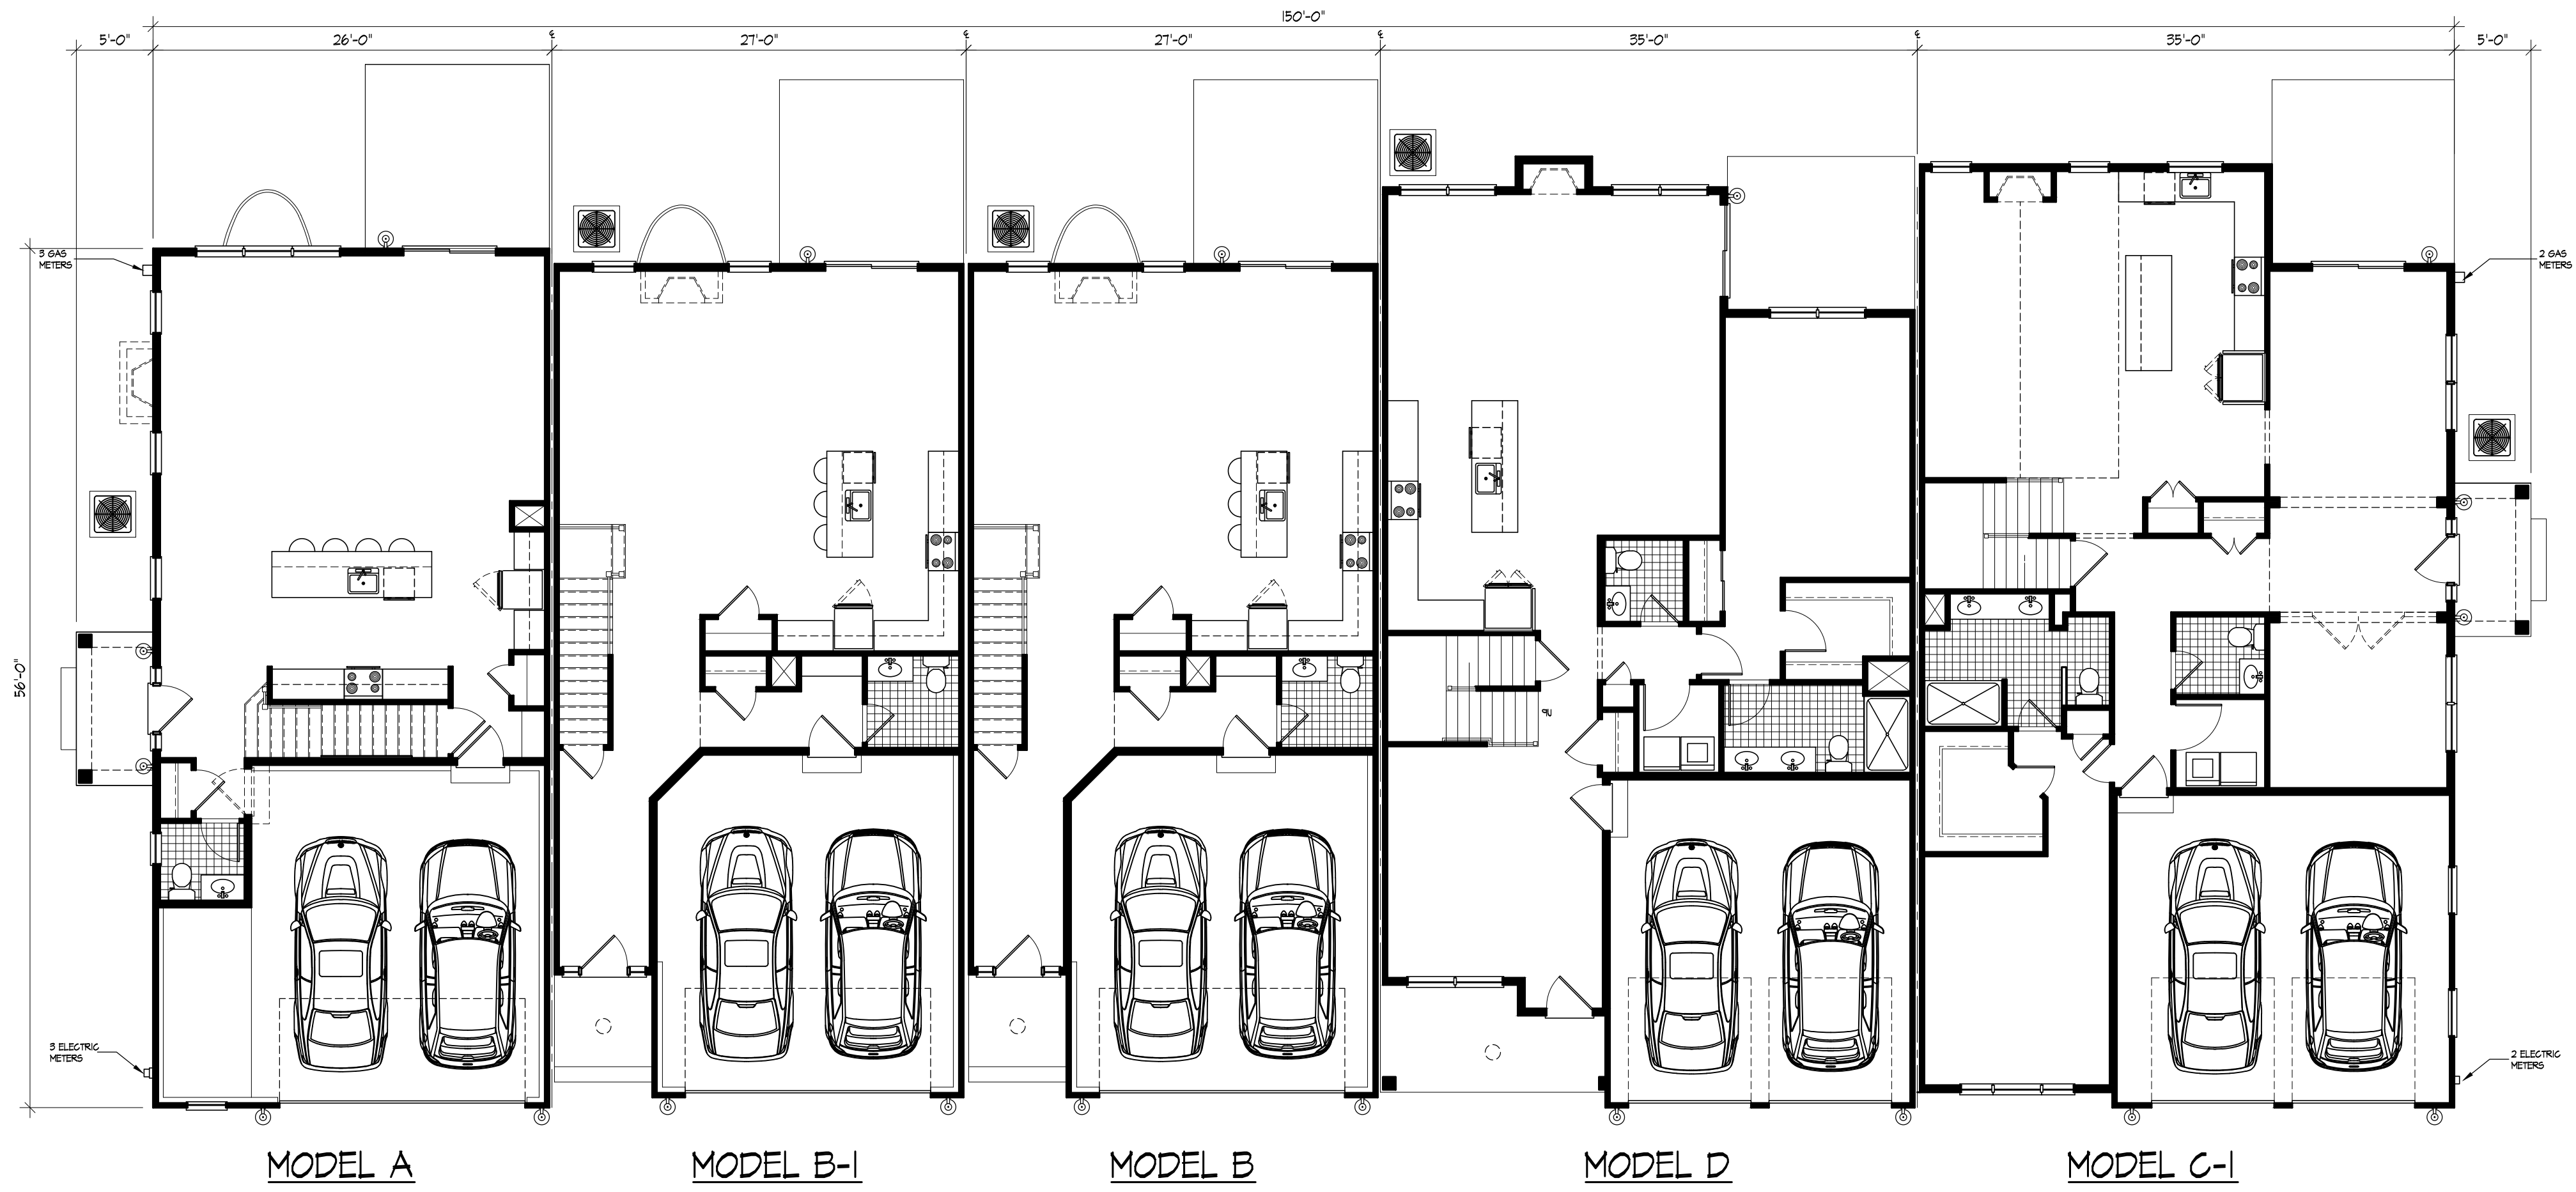 150'-0"
5'-0"
26'-0"
27'-0"
27'-0"
35'-0"
35'-0"
5'-0"
3 GAS
METERS
2 GAS
METERS
56'-0"
UP
3 ELECTRIC
METERS
2 ELECTRIC
METERS
MODEL A
MODEL B-1
MODEL B
MODEL D
MODEL C-1